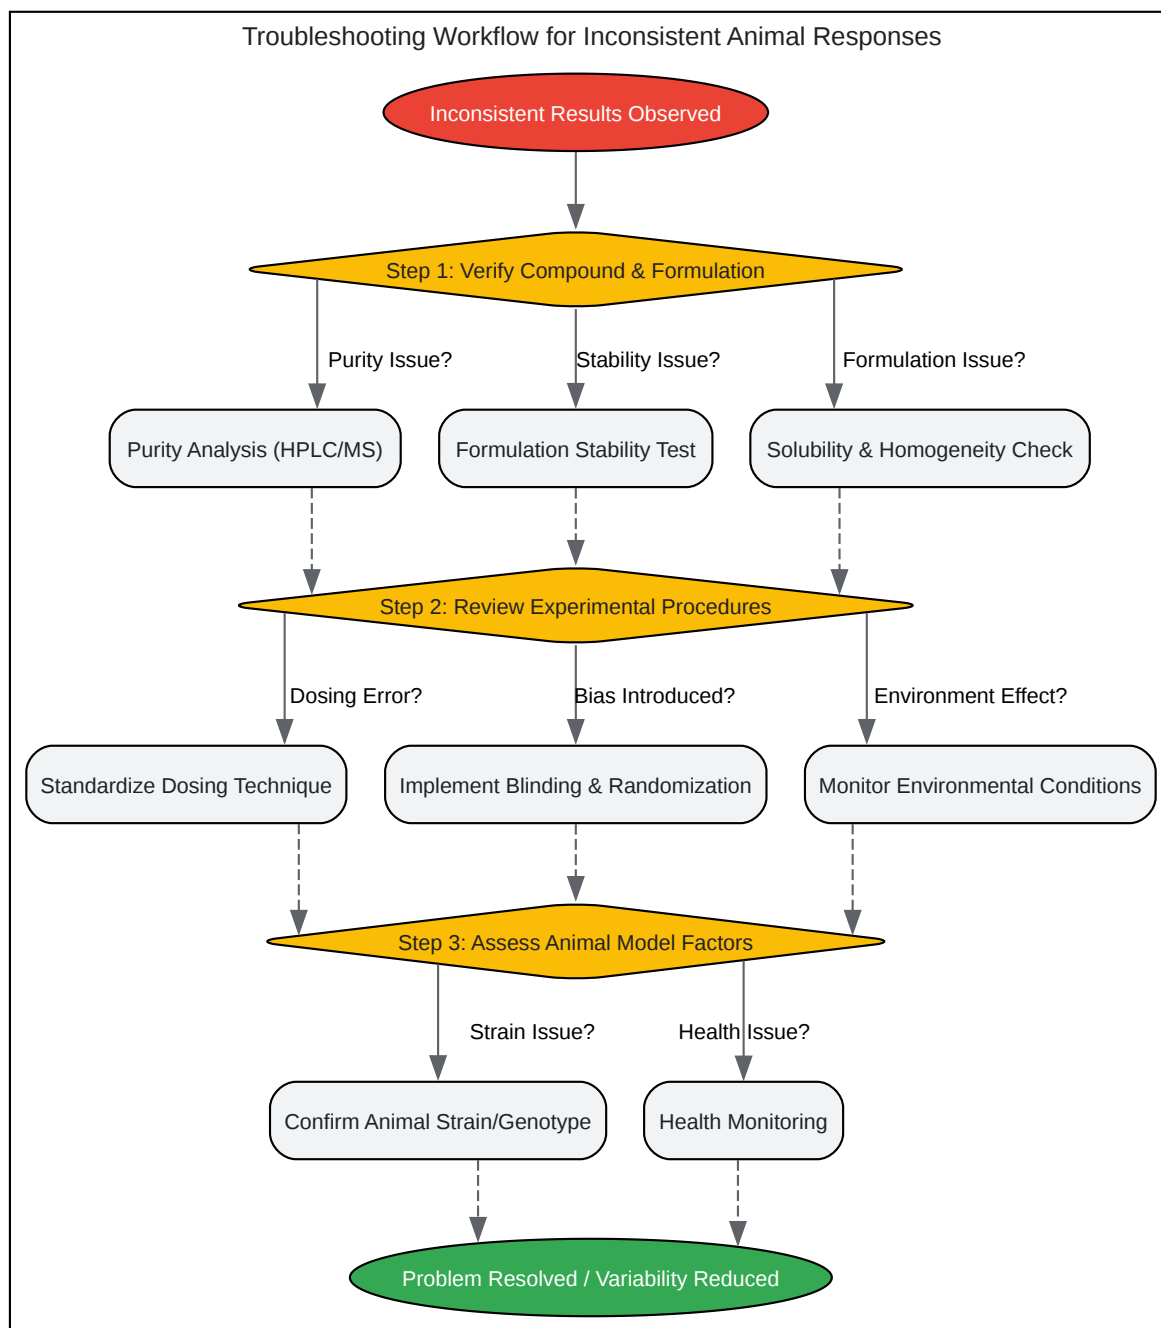 Troubleshooting Workflow for Inconsistent Animal Responses
Inconsistent Results Observed
Step 1: Verify Compound & Formulation
Purity Issue?
Stability Issue?
Formulation Issue?
Purity Analysis (HPLC/MS)
Formulation Stability Test
Solubility & Homogeneity Check
Step 2: Review Experimental Procedures
Dosing Error?
Bias Introduced?
Environment Effect?
Standardize Dosing Technique
Implement Blinding & Randomization
Monitor Environmental Conditions
Step 3: Assess Animal Model Factors
Strain Issue?
Health Issue?
Confirm Animal Strain/Genotype
Health Monitoring
Problem Resolved / Variability Reduced